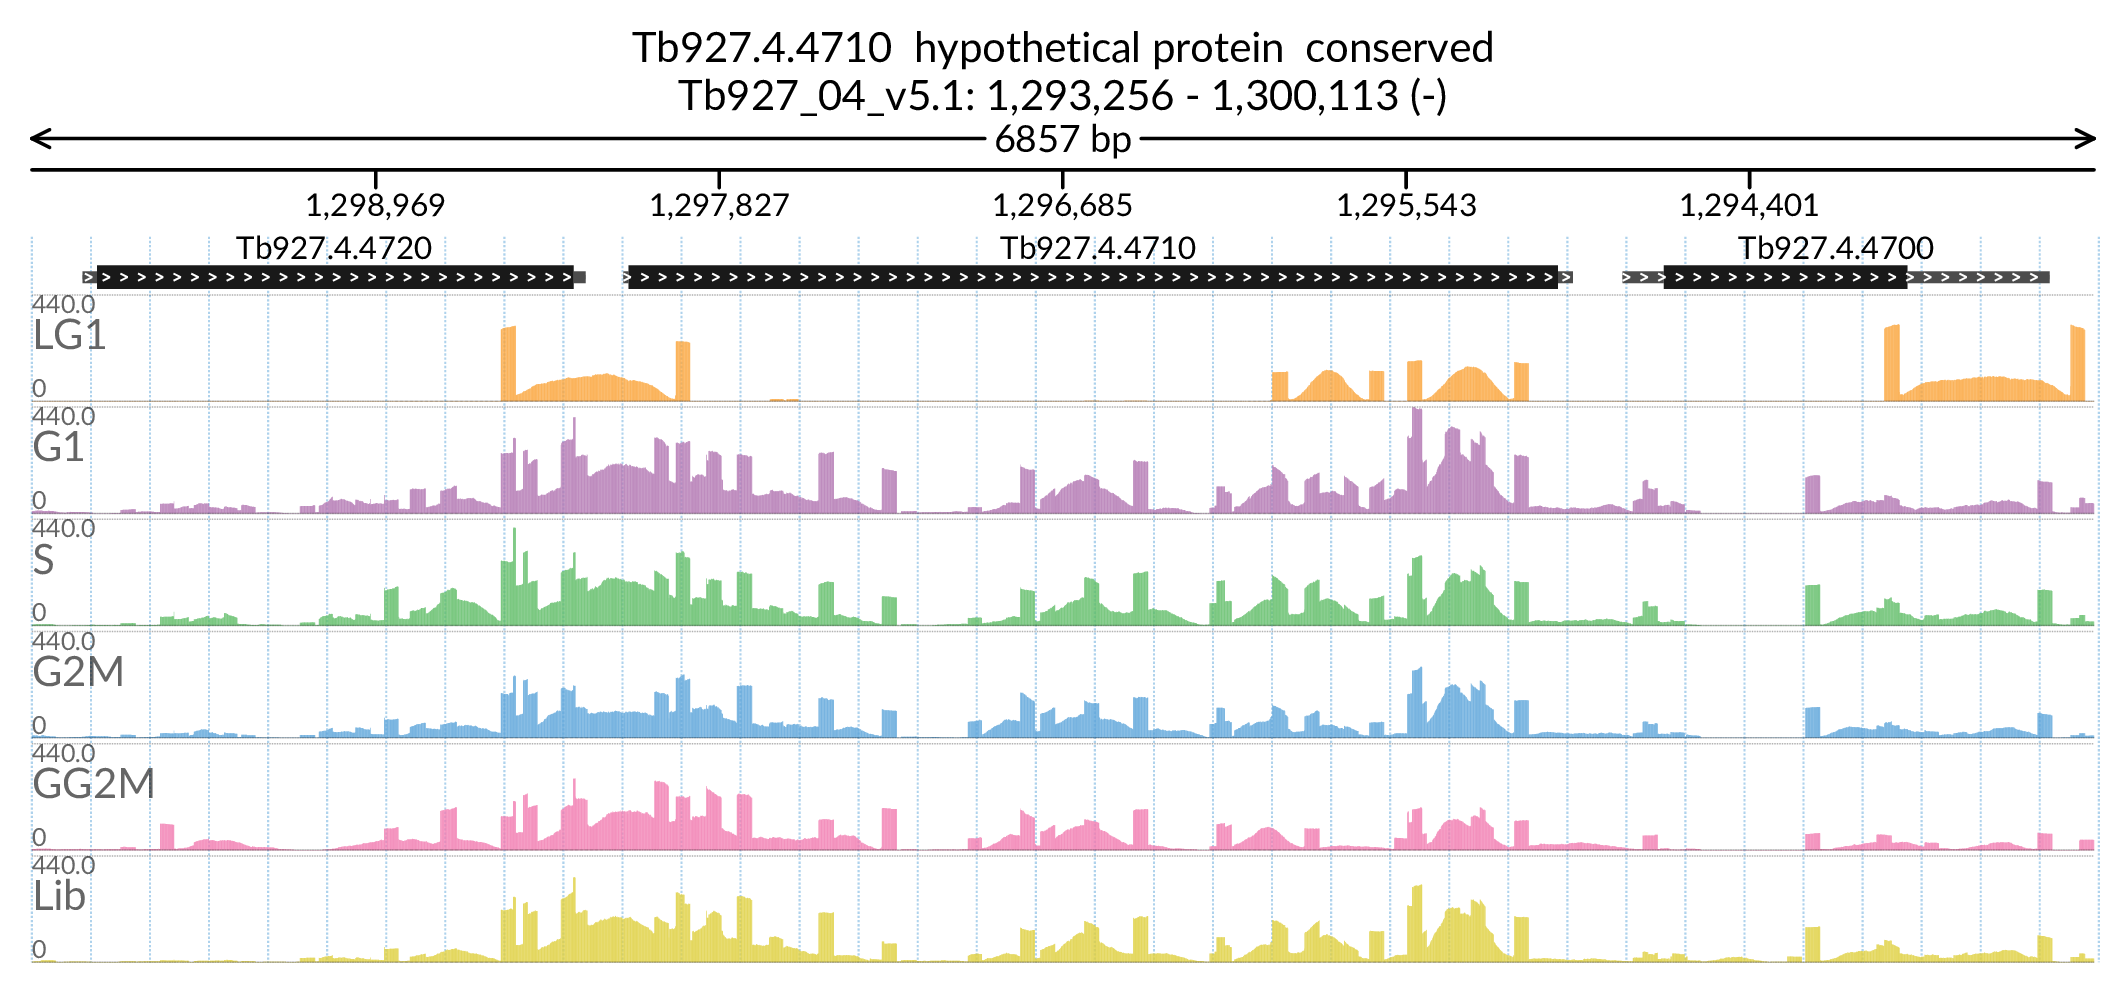 Tb927.4.4710  hypothetical protein  conserved
Tb927_04_v5.1: 1,293,256 - 1,300,113 (-)
6857 bp
1,298,969 1,297,827 1,296,685 1,295,543 1,294,401
Tb927.4.4720 Tb927.4.4710 Tb927.4.4700
440.0
LG1
0
440.0
G1
0
440.0
S
0
440.0
G2M
0
440.0
GG2M
0
440.0
Lib
0